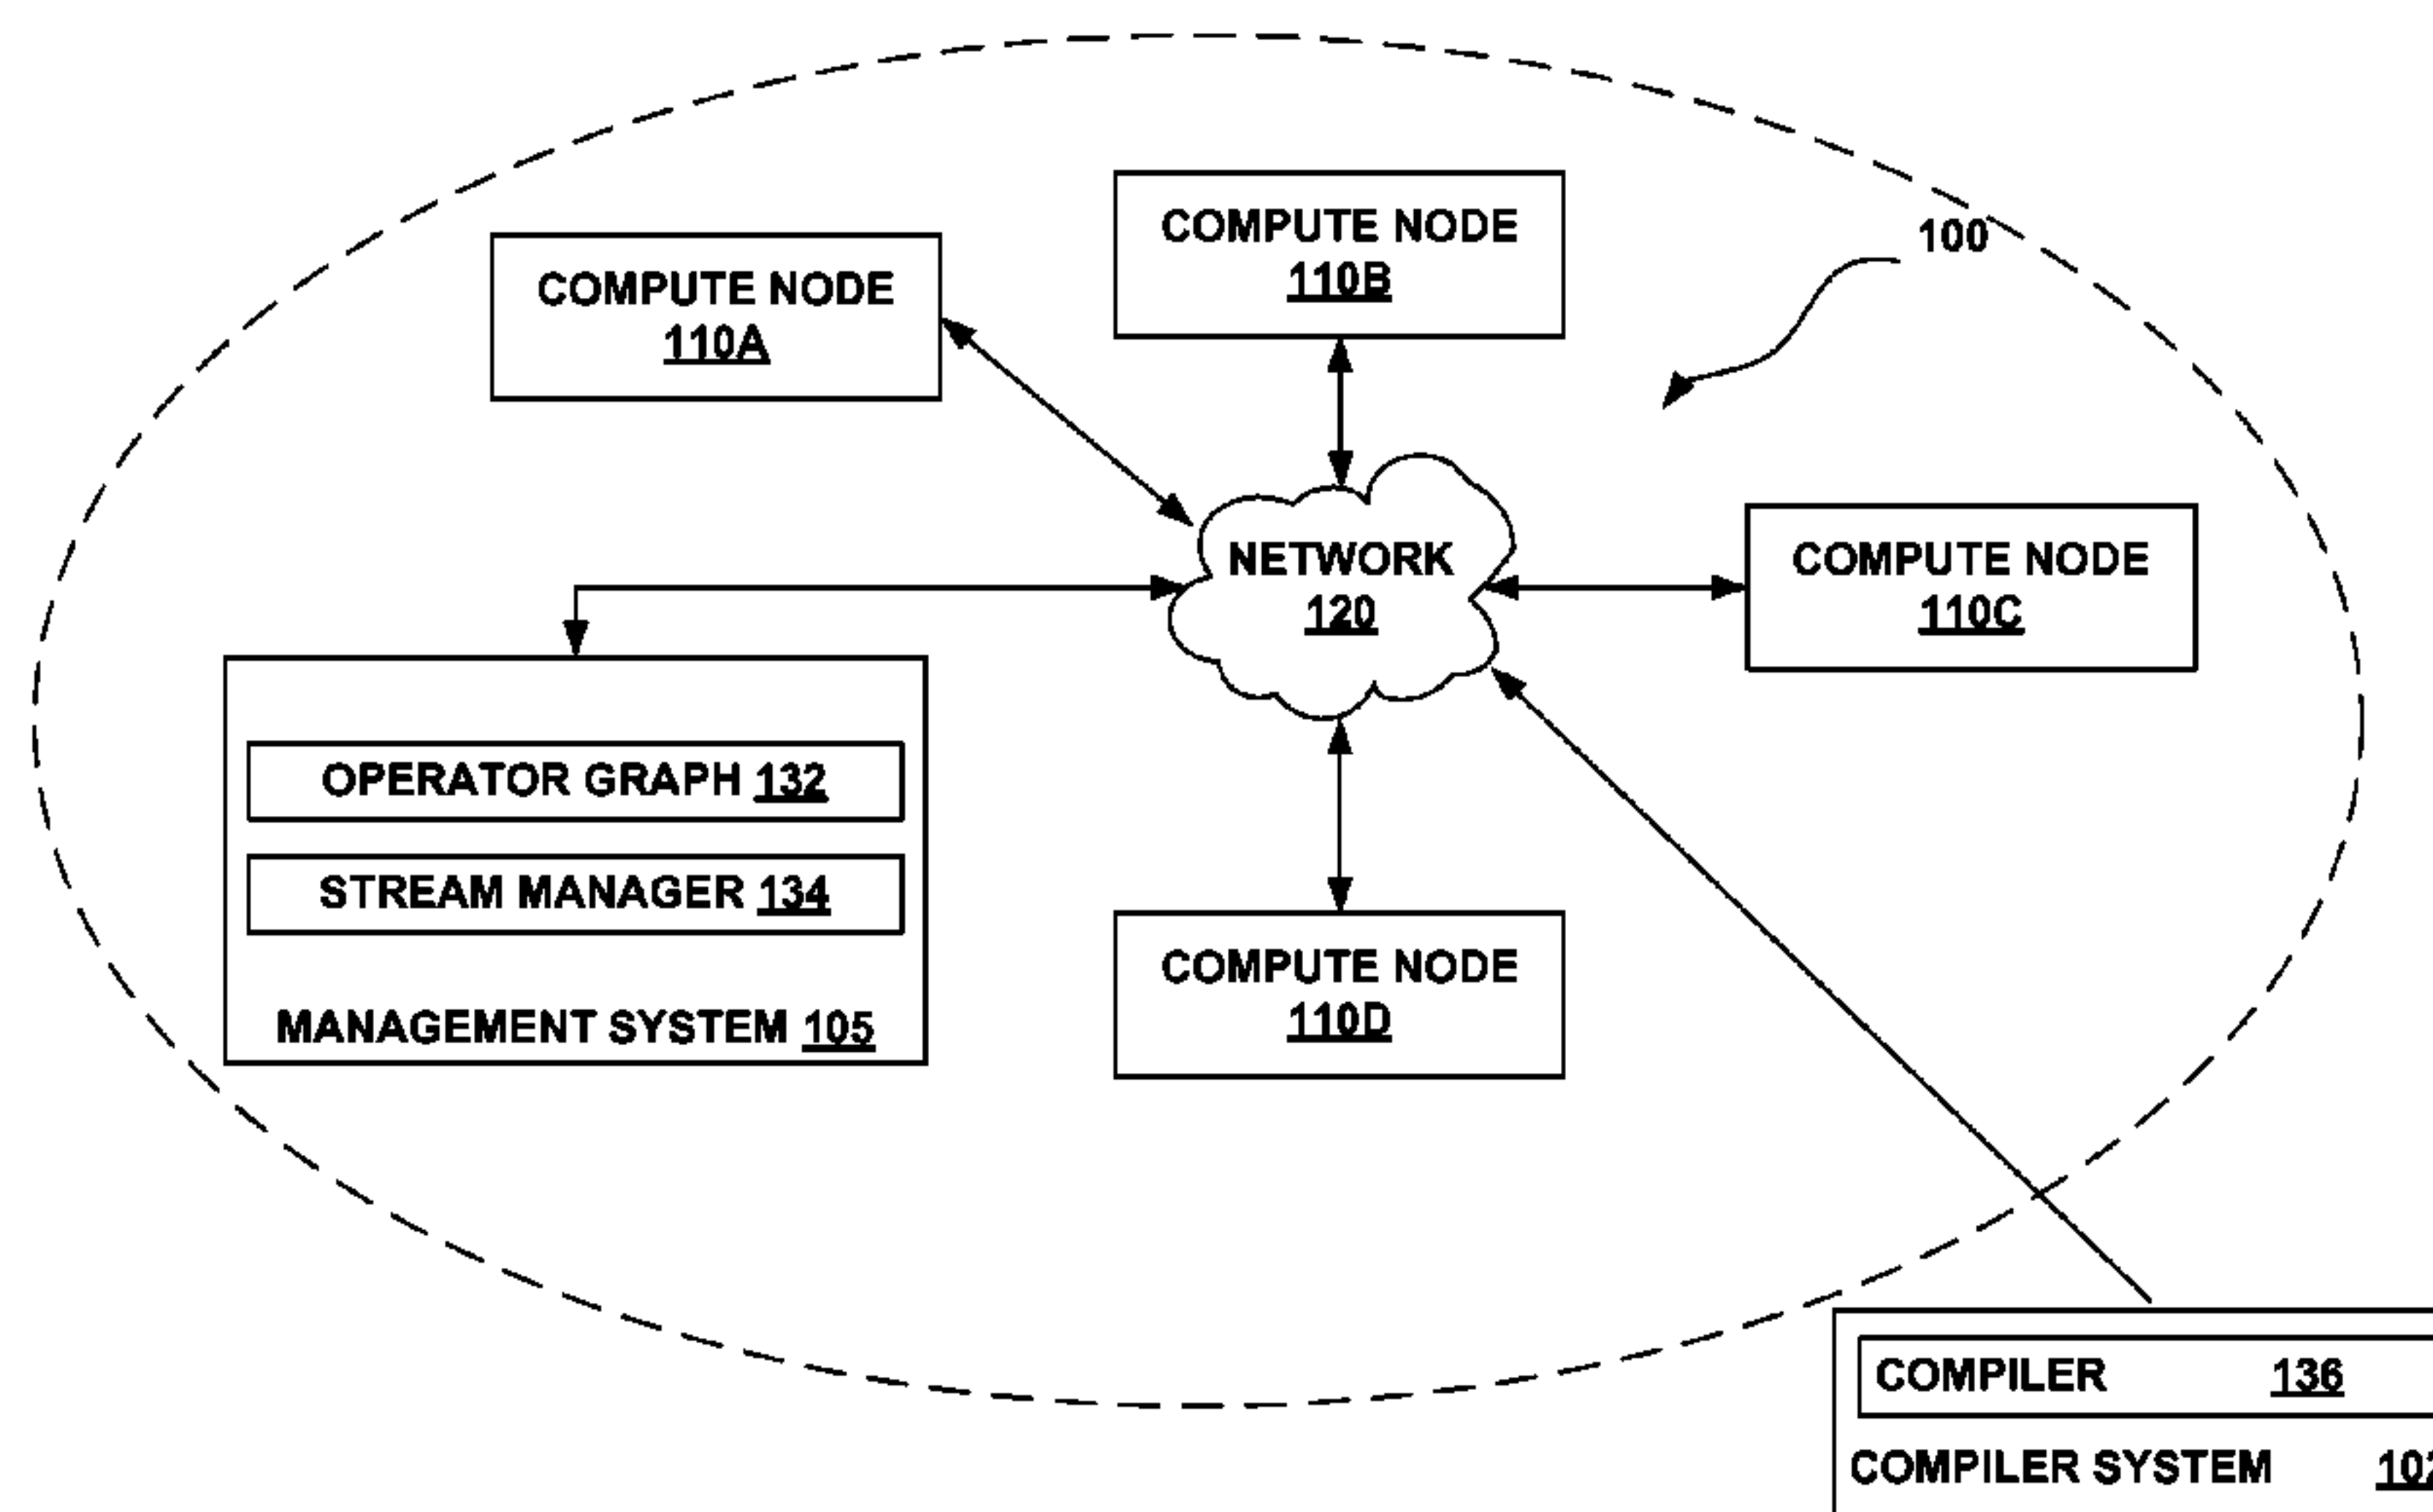 COMPUTE NODE
110B
100
COMPUTE NODE
110A
NETWORK
120
COMPUTE NODE
110C
OPERATOR GRAPH 132
STREAM MANAGER 134
MANAGEMENT SYSTEM 105
COMPUTE NODE
110D
COMPILER 136
COMPILER SYSTEM 102